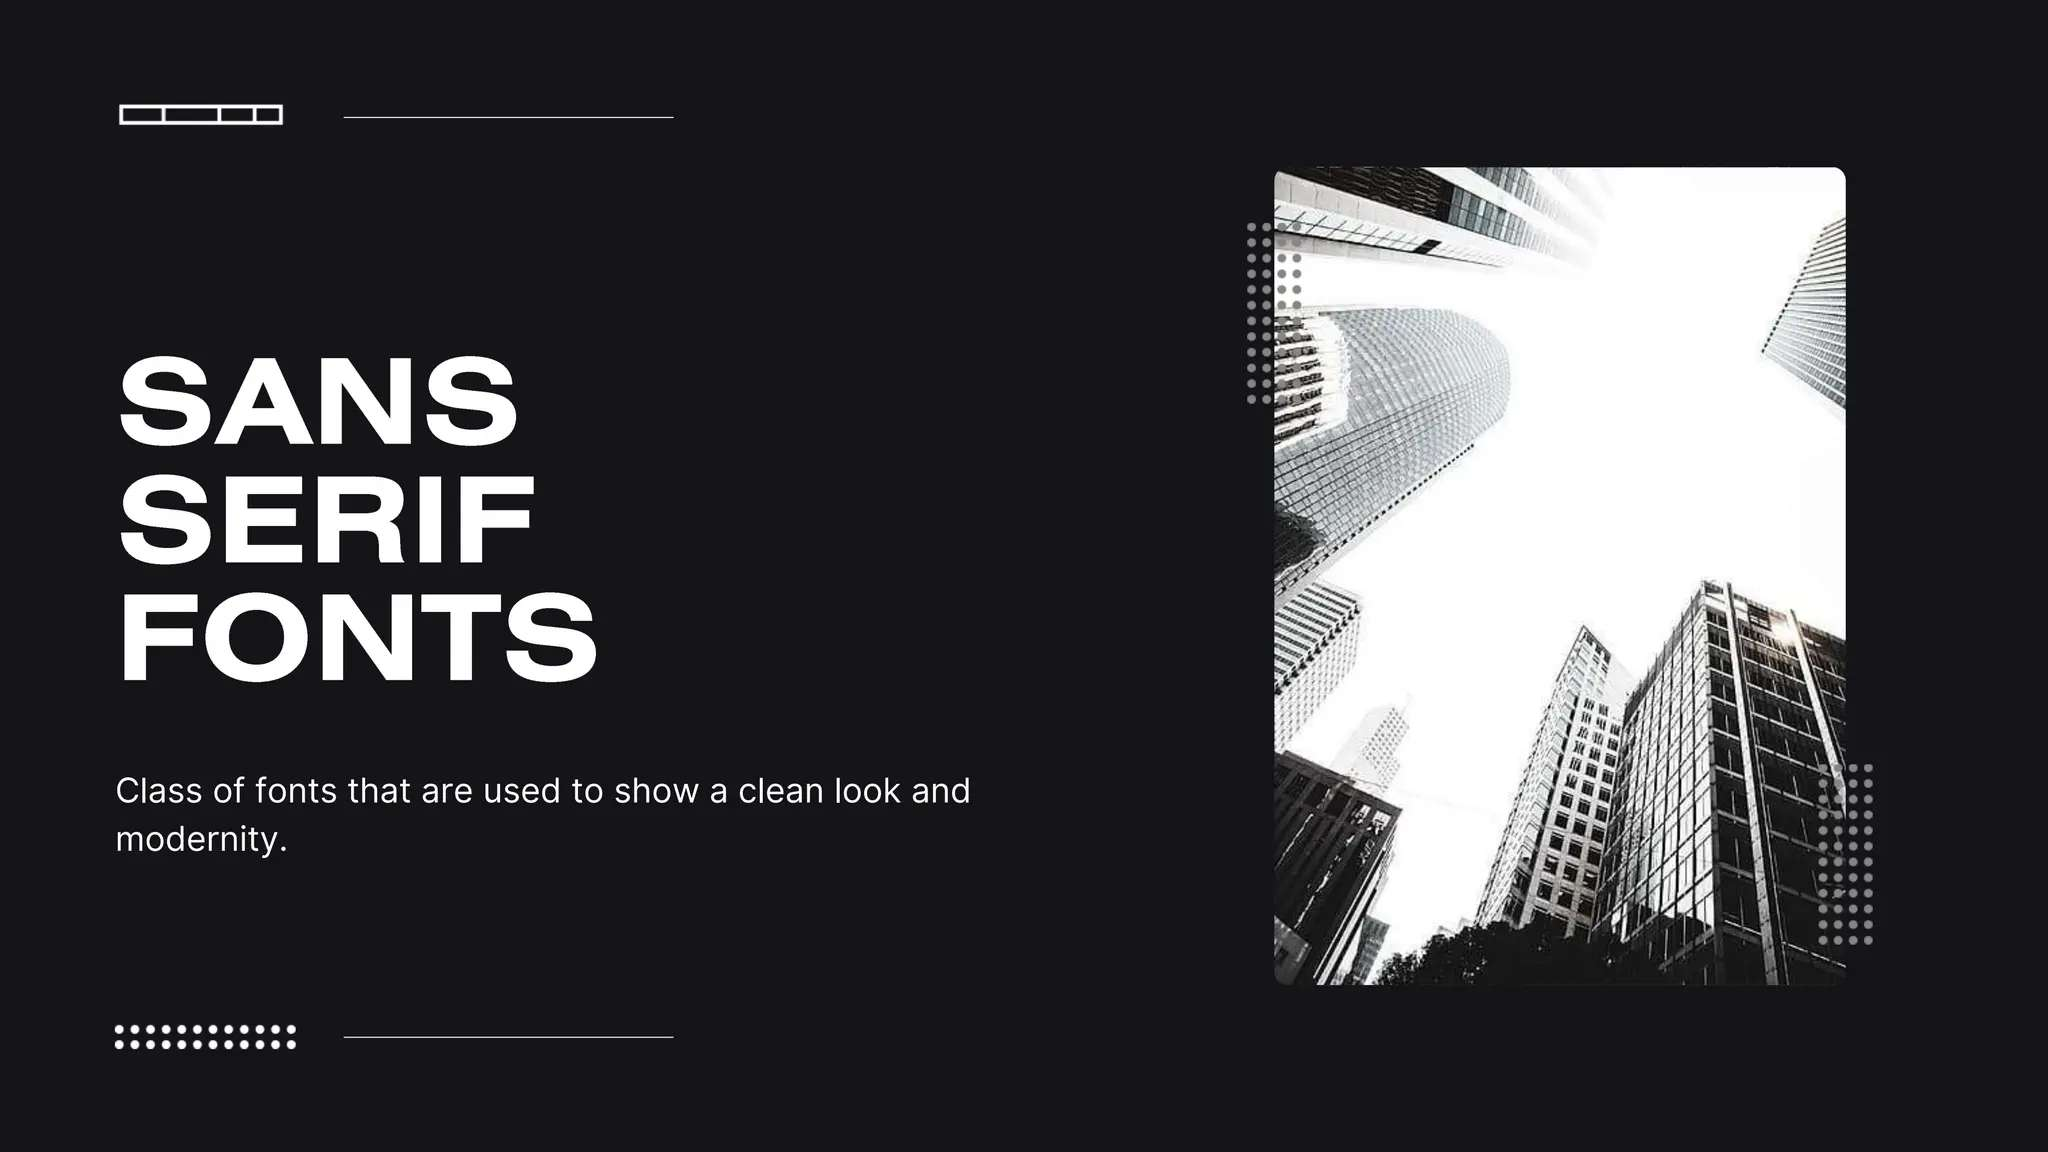 SANS
SERIF
FONTS
Class of fonts that are used to show a clean look and
modernity.